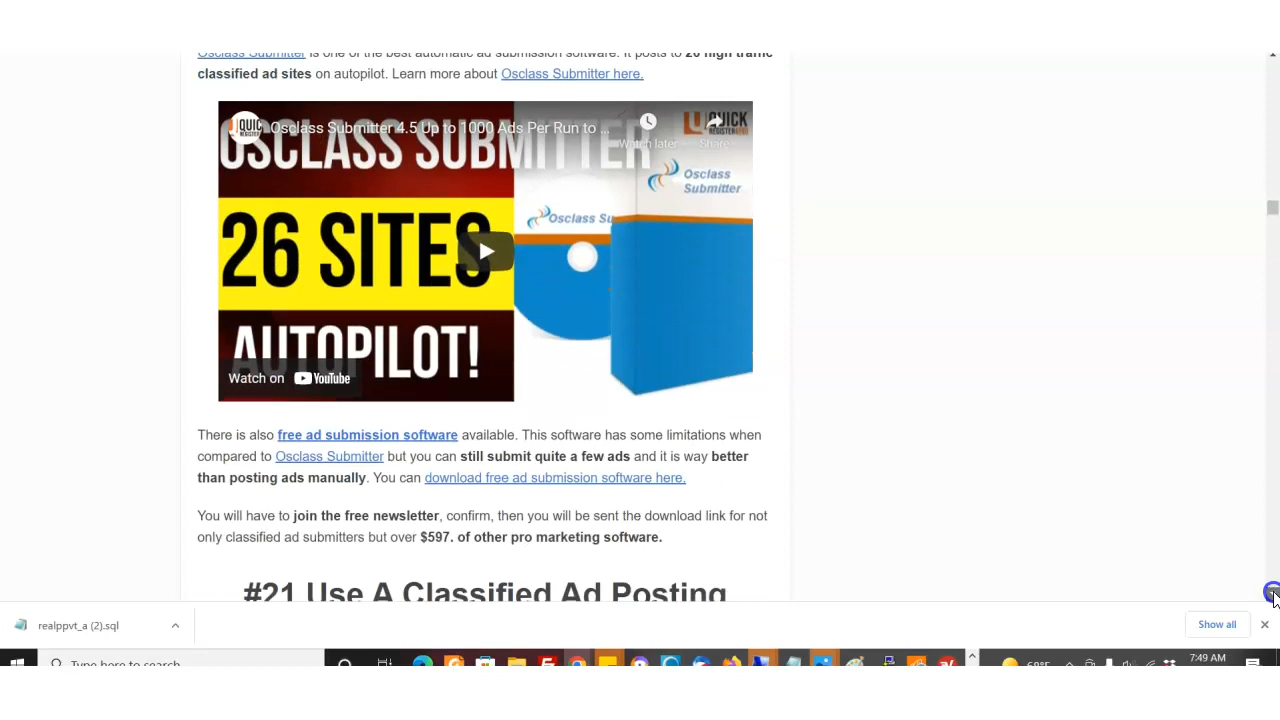 Osclass Submitter is one of the best automatic ad submission software. It posts to 26 high traffic
classified ad sites on autopilot. Learn more about Osclass Submitter here.
QUIC
Osclass Submitter 4.5 Up to 1000 Ads Per Run to ...
Watch later
Share
QUICK
OSCLASS SUBMITTER
Osclass
Submitter
Osclass Su
26 SITES
AUTOPILOT!
Watch on YouTube
There is also free ad submission software available. This software has some limitations when
compared to Osclass Submitter but you can still submit quite a few ads and it is way better
than posting ads manually. You can download free ad submission software here.
You will have to join the free newsletter, confirm, then you will be sent the download link for not
only classified ad submitters but over $597. of other pro marketing software.
#21 Use A Classified Ad Posting
realppvt_a (2).sql
Show all
Type here to search
68°F
7:49 AM